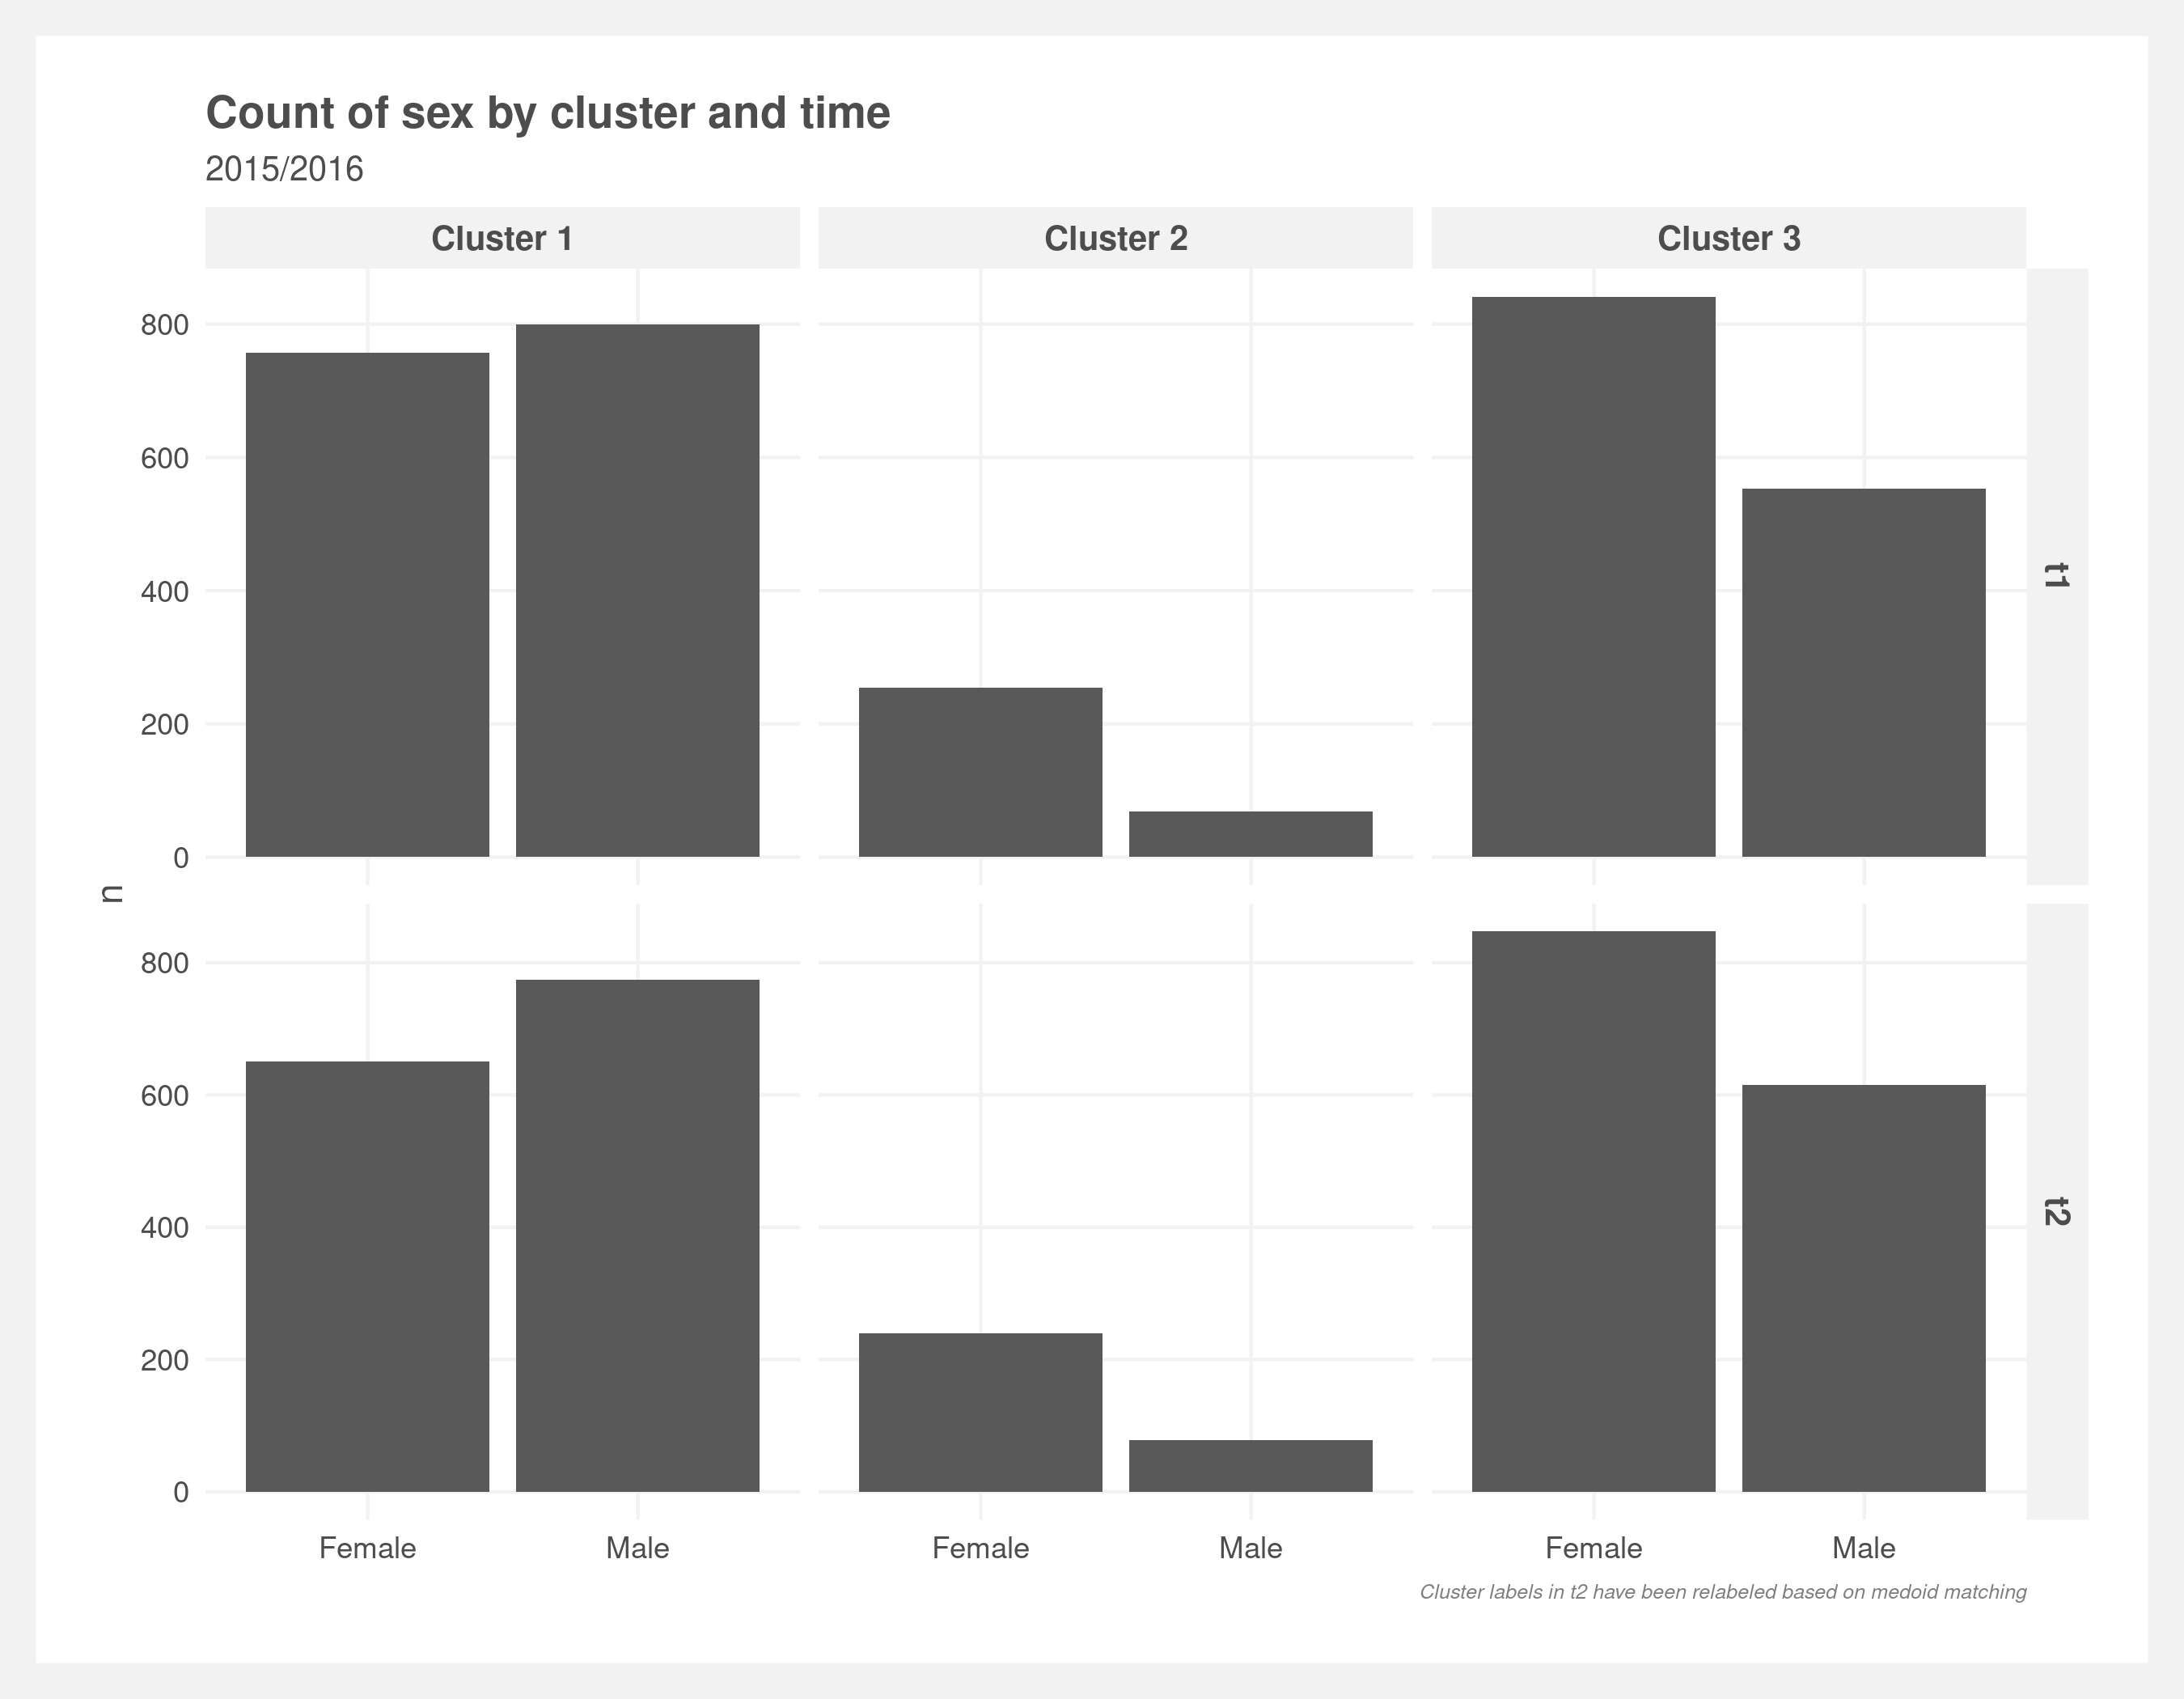 Count of sex by cluster and time
2015/2016
Cluster 1 Cluster 2 Cluster 3
800
600
400
200
0
t1
n
800
600
400
200
0
t2
Female Male Female Male Female Male
Cluster labels in t2 have been relabeled based on medoid matching